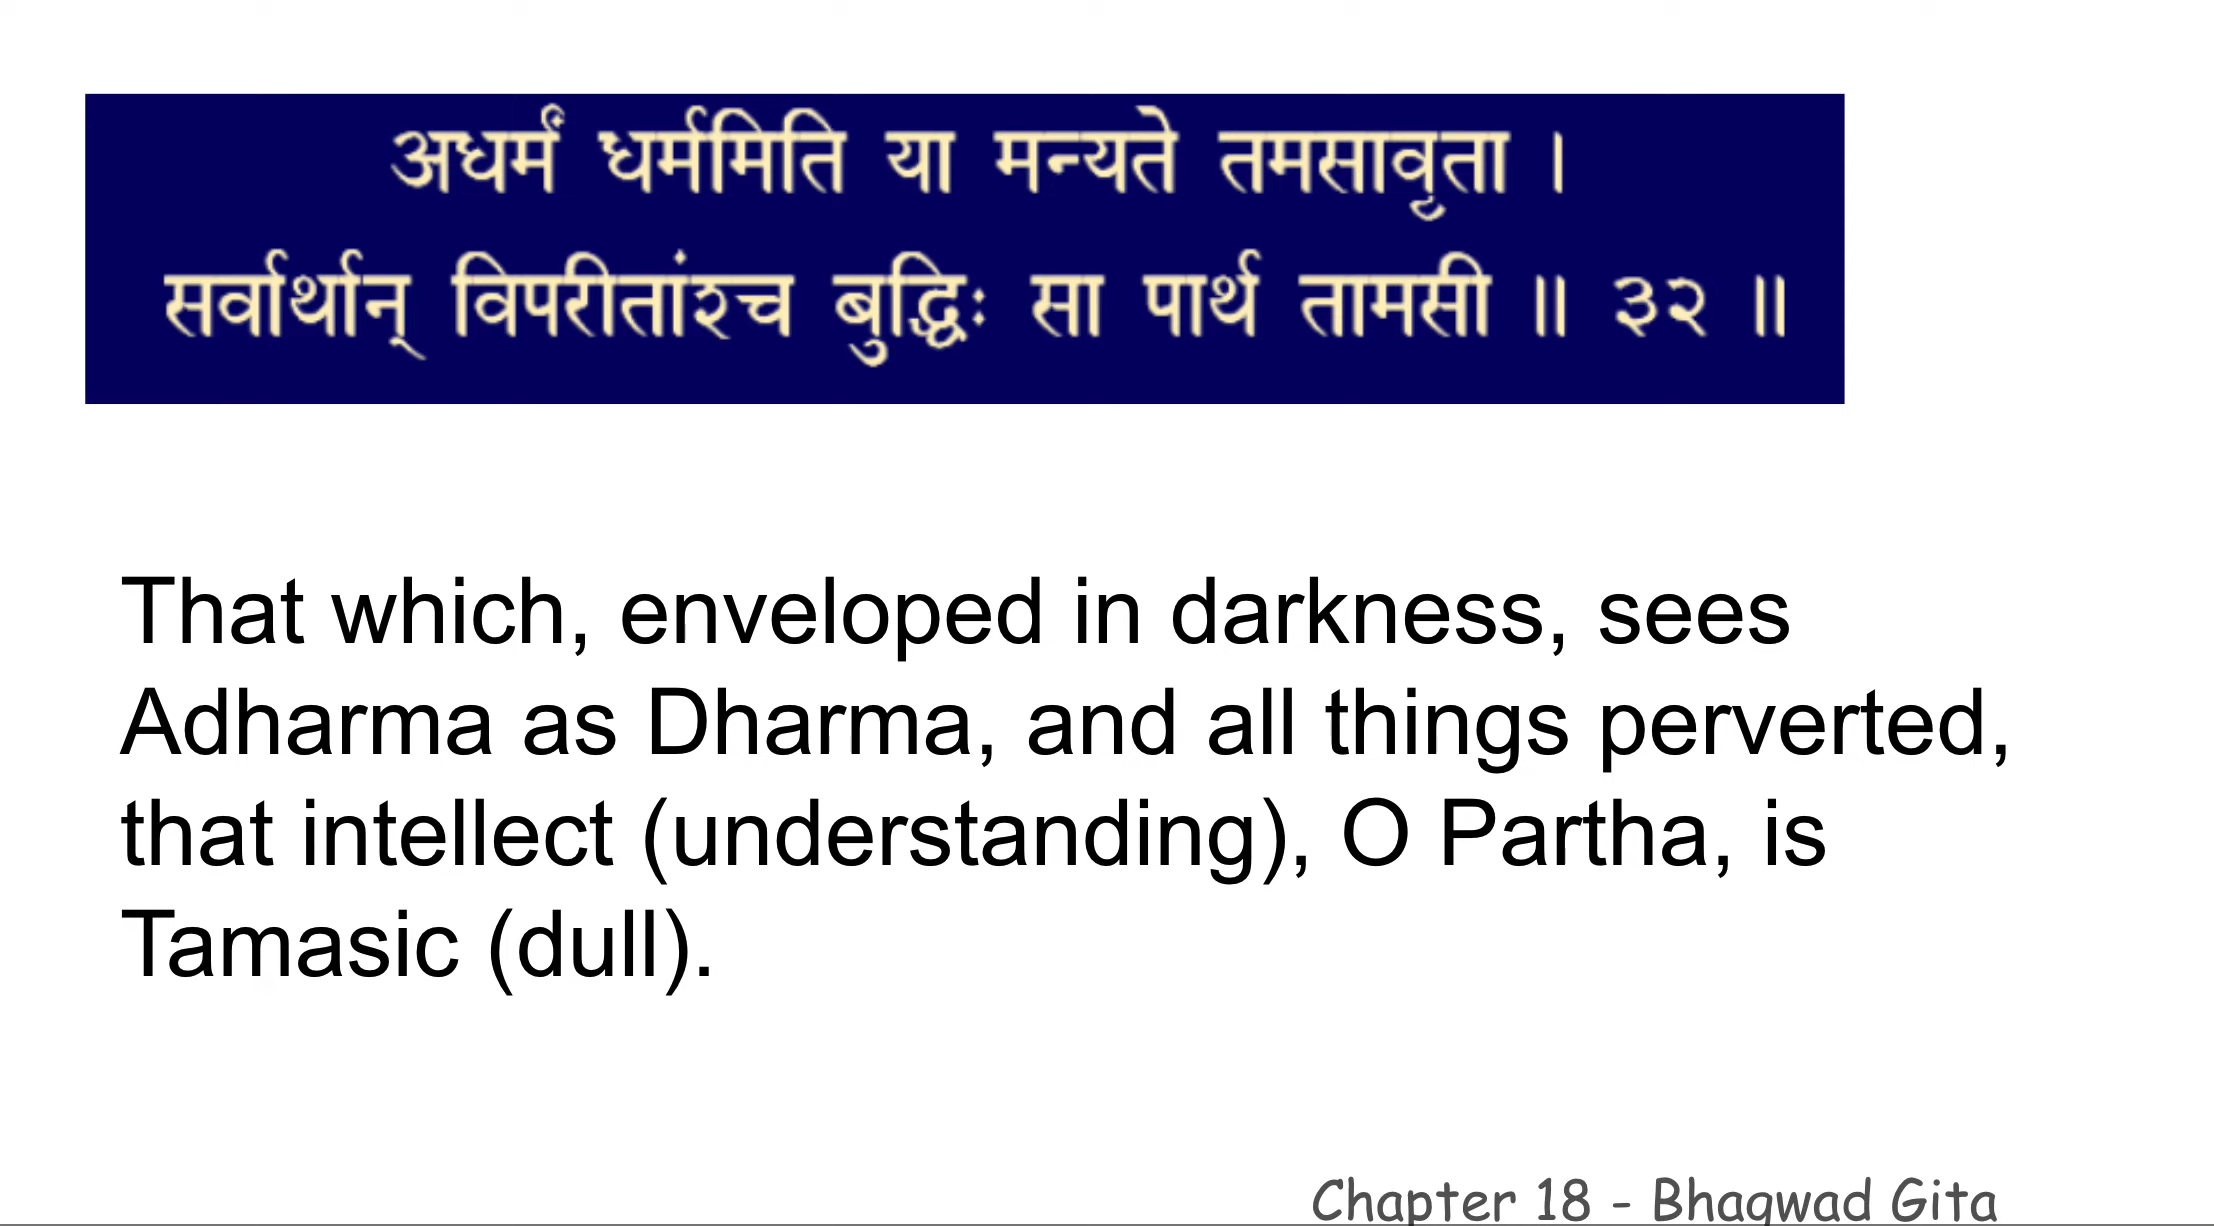 अधर्मं धर्ममिति या मन्यते तमसावृता ।
सर्वार्थान् विपरीतांश्च बुद्धिः सा पार्थ तामसी ॥ ३२ ॥
That which, enveloped in darkness, sees
Adharma as Dharma, and all things perverted,
that intellect (understanding), O Partha, is
Tamasic (dull).
Chapter 18 - Bhagwad Gita